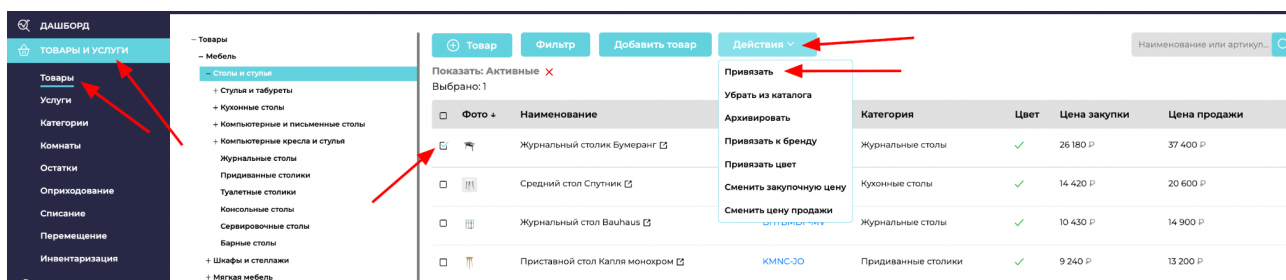 ДАШБОРД
ТОВАРЫ И УСЛУГИ
Товары
Услуги
Категории
Комнаты
Остатки
Оприходование
Списание
Перемещение
Инвентаризация
– Товары
– Мебель
– Столы и стулья
+ Стулья и табуреты
+ Кухонные столы
+ Компьютерные и письменные столы
+ Компьютерные кресла и стулья
Журнальные столы
Придиванные столики
Туалетные столики
Консольные столы
Сервировочные столы
Барные столы
+ Шкафы и стеллажи
+ Мягкая мебель
Товар Фильтр Добавить товар Действия
Наименование или артикул...
Показать: Активные ×
Выбрано: 1
Привязать
Убрать из каталога
Архивировать
Привязать к бренду
Привязать цвет
Сменить закупочную цену
Сменить цену продажи
Фото ↓ Наименование Категория Цвет Цена закупки Цена продажи
Журнальный столик Бумеранг Журнальные столы ✓ 26 180 ₽ 37 400 ₽
Средний стол Спутник Кухонные столы ✓ 14 420 ₽ 20 600 ₽
Журнальный стол Bauhaus Журнальные столы ✓ 10 430 ₽ 14 900 ₽
Приставной стол Капля монохром KMNC-JO Придиванные столики ✓ 9 240 ₽ 13 200 ₽